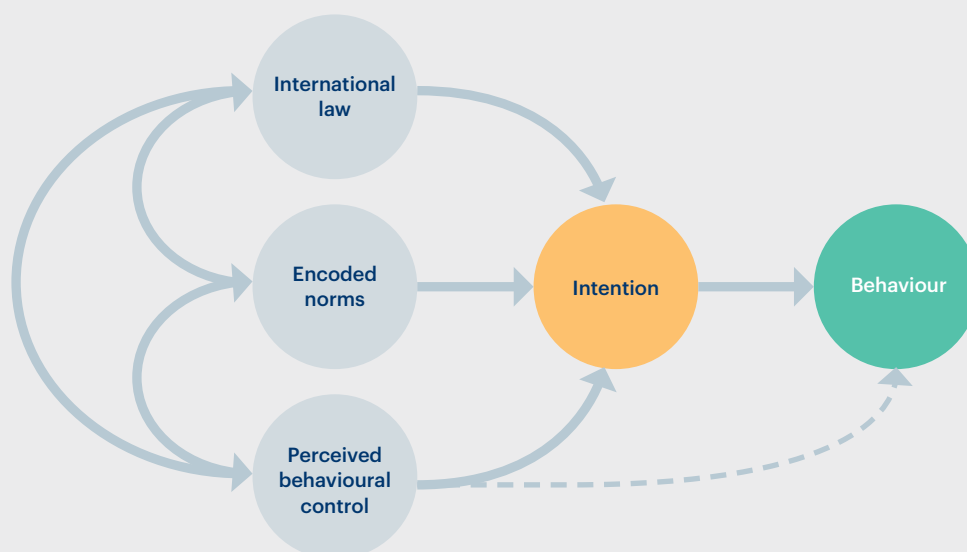 International
law
Encoded
norms
Intention
Behaviour
Perceived
behavioural
control